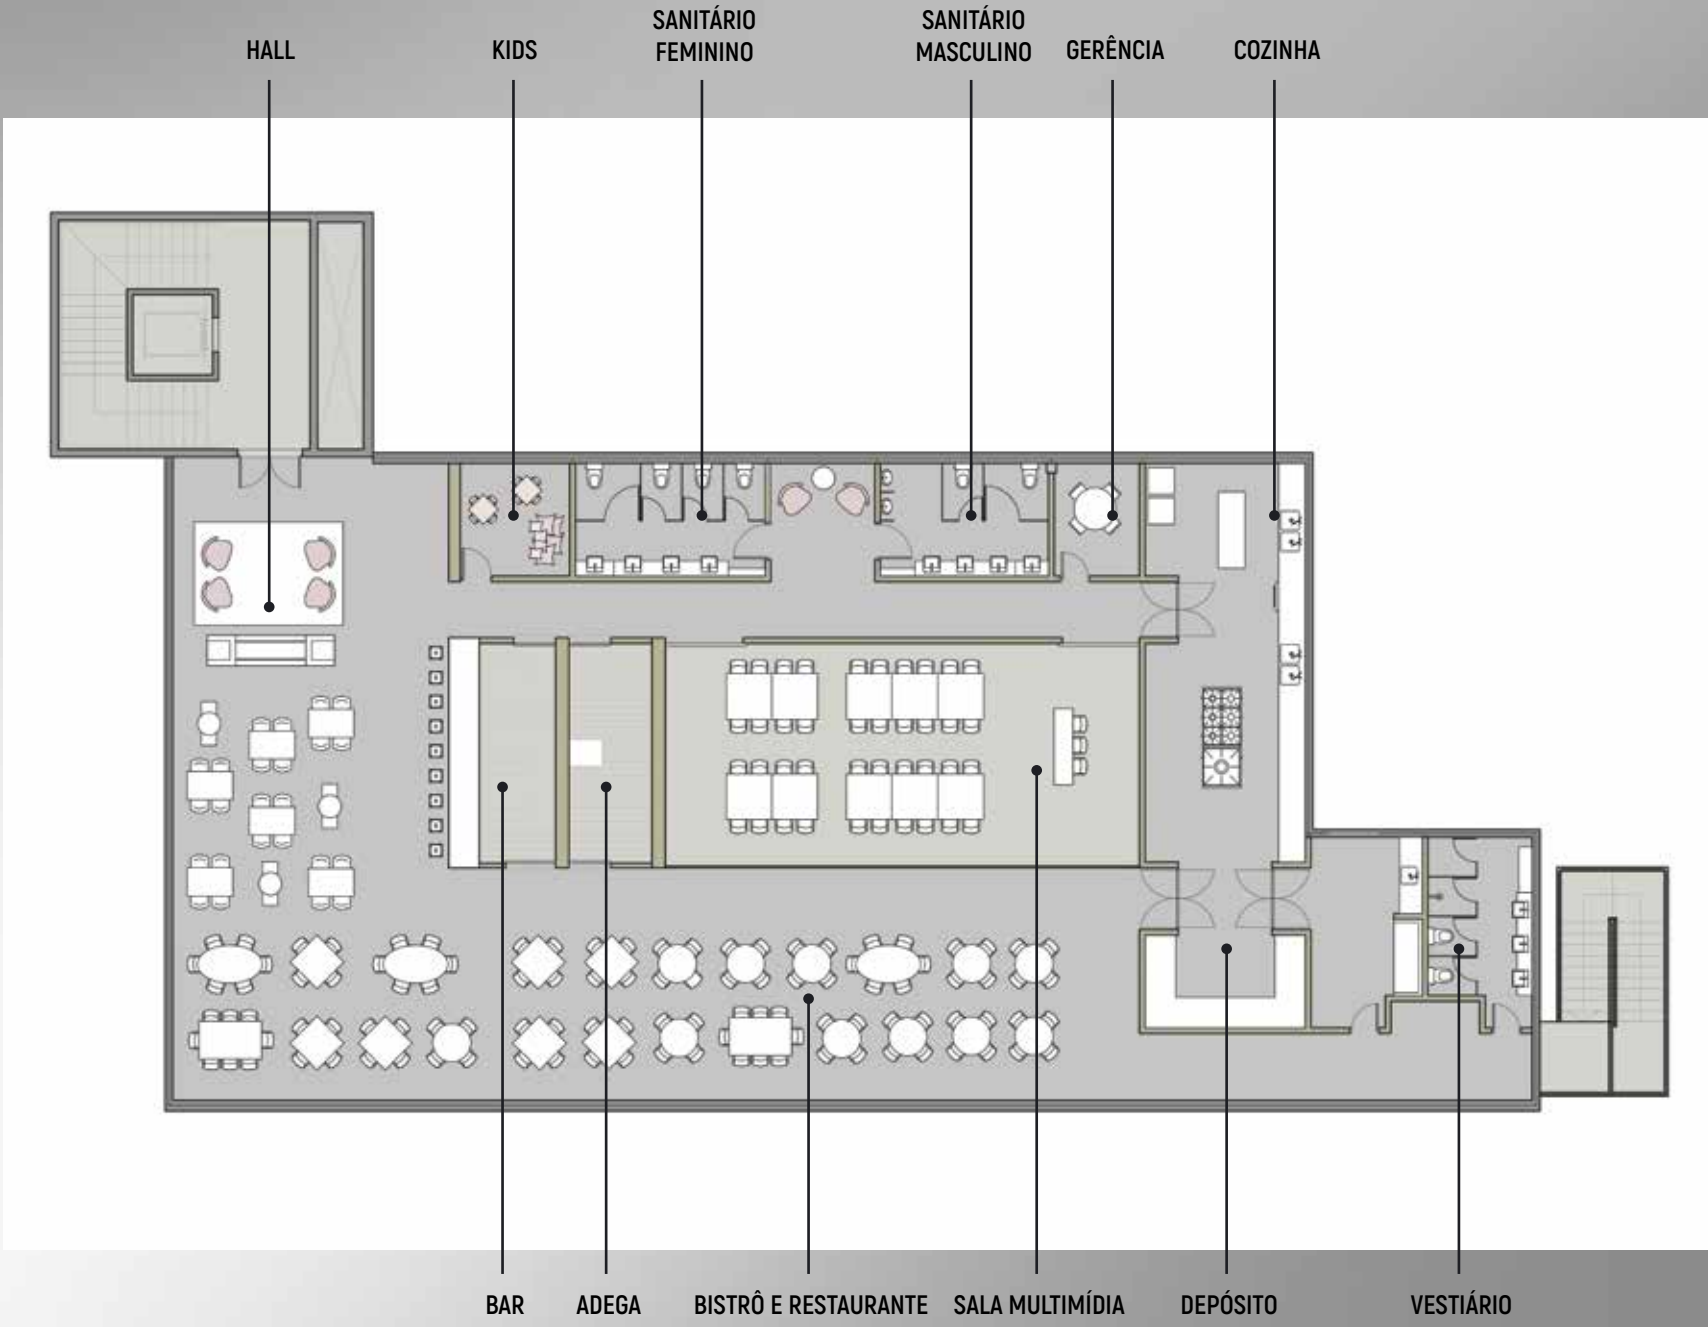 HALL
KIDS
SANITÁRIO
FEMININO
SANITÁRIO
MASCULINO
GERÊNCIA
COZINHA
BAR
ADEGA
BISTRÔ E RESTAURANTE
SALA MULTIMÍDIA
DEPÓSITO
VESTIÁRIO